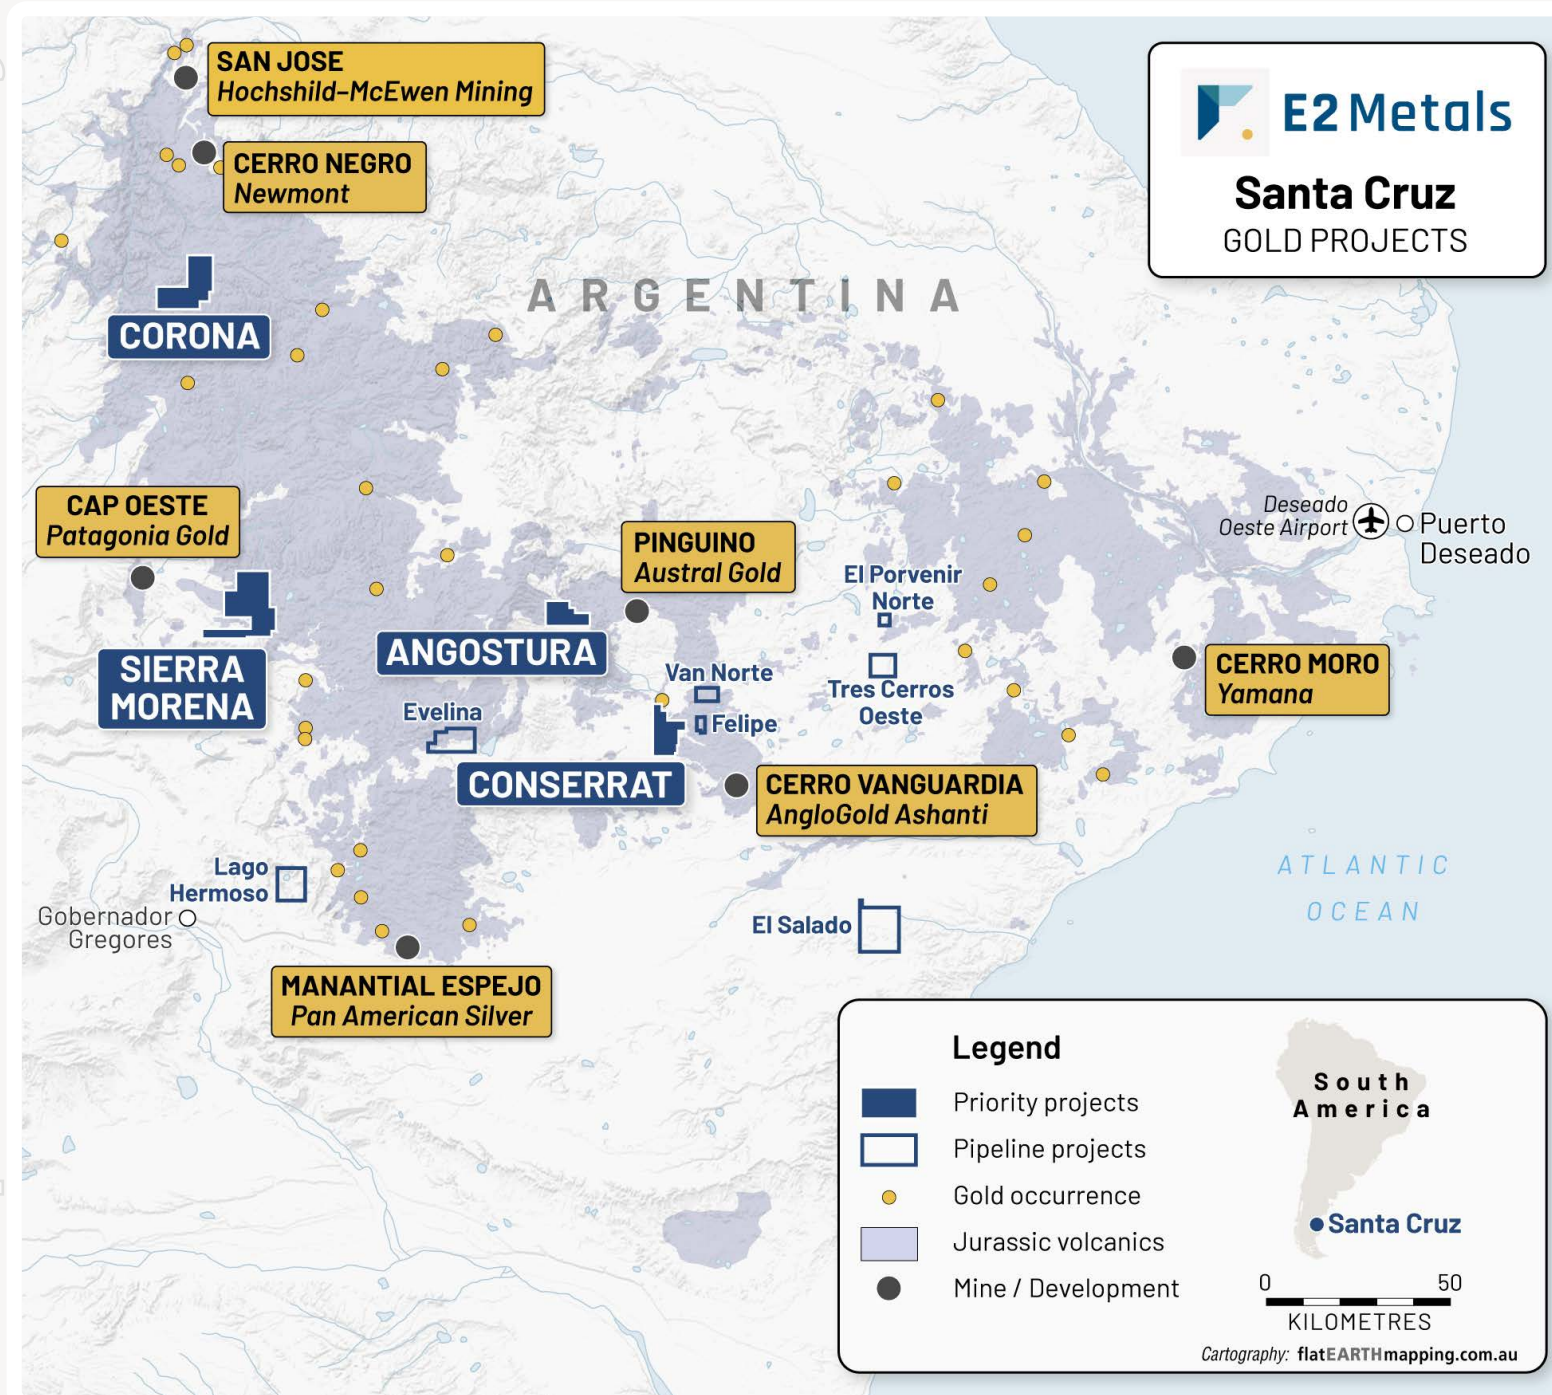 SAN JOSE
Hochshild–McEwen Mining
E2 Metals
Santa Cruz
GOLD PROJECTS
CERRO NEGRO
Newmont
ARGENTINA
CORONA
CAP OESTE
Patagonia Gold
PINGUINO
Austral Gold
Deseado
Oeste Airport
Puerto
Deseado
El Porvenir
Norte
ANGOSTURA
SIERRA
MORENA
Van Norte
Tres Cerros
Oeste
CERRO MORO
Yamana
Evelina
Felipe
CONSERRAT
CERRO VANGUARDIA
AngloGold Ashanti
Lago
Hermoso
Gobernador
Gregores
El Salado
ATLANTIC
OCEAN
MANANTIAL ESPEJO
Pan American Silver
Legend
Priority projects
Pipeline projects
Gold occurrence
Jurassic volcanics
Mine / Development
South
America
Santa Cruz
0 50
KILOMETRES
Cartography: flatEARTHmapping.com.au